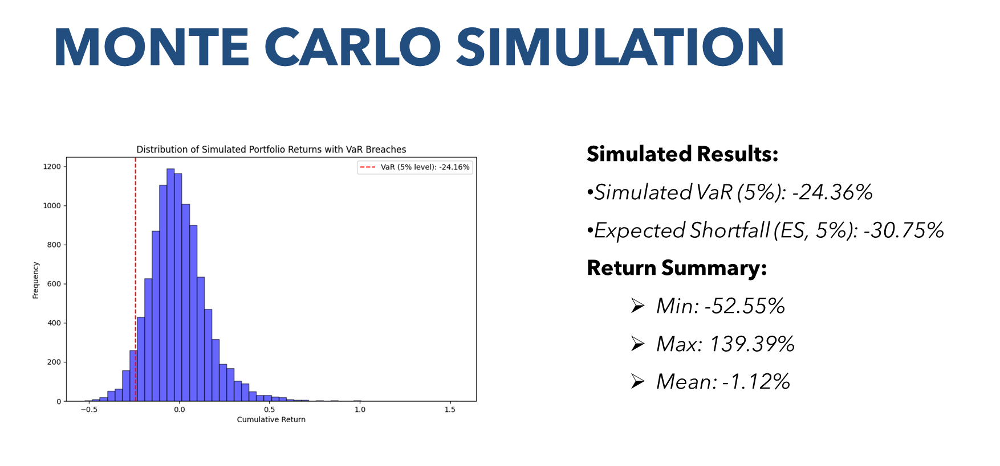 MONTE CARLO SIMULATION
Distribution of Simulated Portfolio Returns with VaR Breaches
VaR (5% level): -24.16%
1200
1000
800
600
400
200
0
Frequency
−0.5
0.0
0.5
1.0
1.5
Cumulative Return
Simulated Results:
•Simulated VaR (5%): -24.36%
•Expected Shortfall (ES, 5%): -30.75%
Return Summary:
➢ Min: -52.55%
➢ Max: 139.39%
➢ Mean: -1.12%